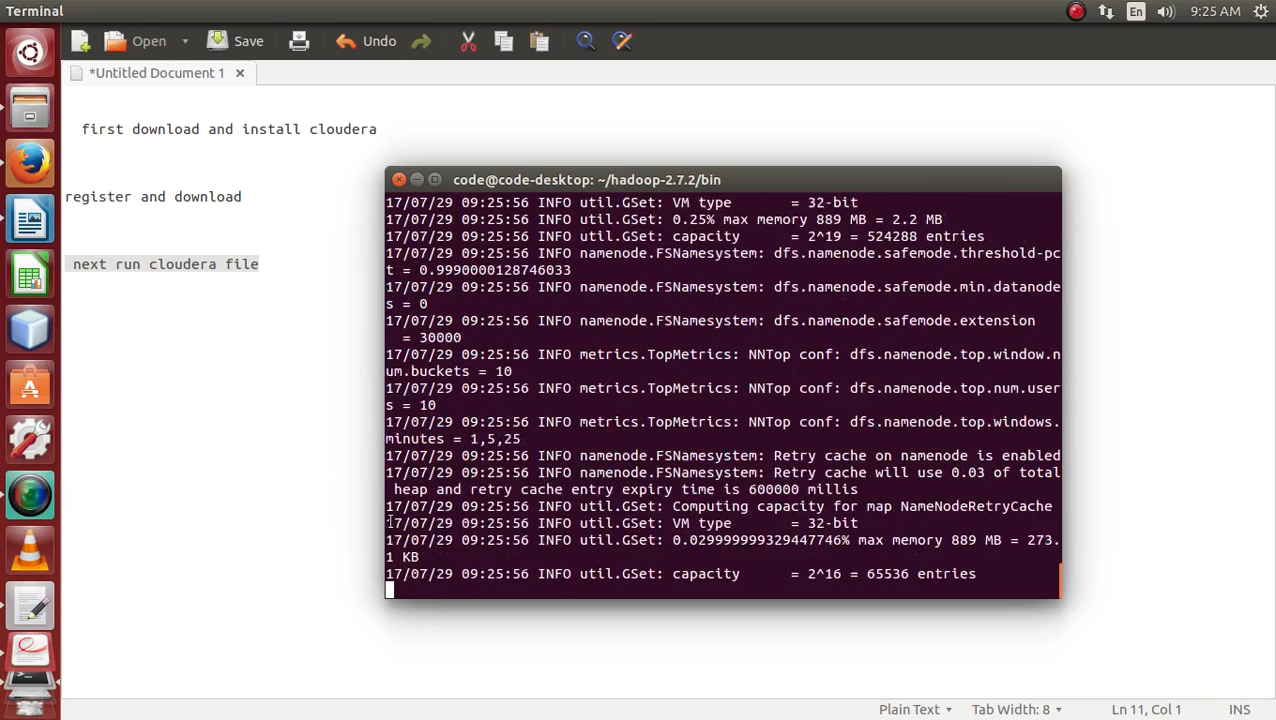 Terminal
En
9:25 AM
Open
Save
Undo
*Untitled Document 1
first download and install cloudera
register and download
next run cloudera file
code@code-desktop: ~/hadoop-2.7.2/bin
17/07/29 09:25:56 INFO util.GSet: VM type       = 32-bit
17/07/29 09:25:56 INFO util.GSet: 0.25% max memory 889 MB = 2.2 MB
17/07/29 09:25:56 INFO util.GSet: capacity      = 2^19 = 524288 entries
17/07/29 09:25:56 INFO namenode.FSNamesystem: dfs.namenode.safemode.threshold-pc
t = 0.9990000128746033
17/07/29 09:25:56 INFO namenode.FSNamesystem: dfs.namenode.safemode.min.datanode
s = 0
17/07/29 09:25:56 INFO namenode.FSNamesystem: dfs.namenode.safemode.extension
  = 30000
17/07/29 09:25:56 INFO metrics.TopMetrics: NNTop conf: dfs.namenode.top.window.n
um.buckets = 10
17/07/29 09:25:56 INFO metrics.TopMetrics: NNTop conf: dfs.namenode.top.num.user
s = 10
17/07/29 09:25:56 INFO metrics.TopMetrics: NNTop conf: dfs.namenode.top.windows.
minutes = 1,5,25
17/07/29 09:25:56 INFO namenode.FSNamesystem: Retry cache on namenode is enabled
17/07/29 09:25:56 INFO namenode.FSNamesystem: Retry cache will use 0.03 of total
 heap and retry cache entry expiry time is 600000 millis
17/07/29 09:25:56 INFO util.GSet: Computing capacity for map NameNodeRetryCache
17/07/29 09:25:56 INFO util.GSet: VM type       = 32-bit
17/07/29 09:25:56 INFO util.GSet: 0.029999999329447746% max memory 889 MB = 273.
1 KB
17/07/29 09:25:56 INFO util.GSet: capacity      = 2^16 = 65536 entries
Plain Text
Tab Width: 8
Ln 11, Col 1
INS